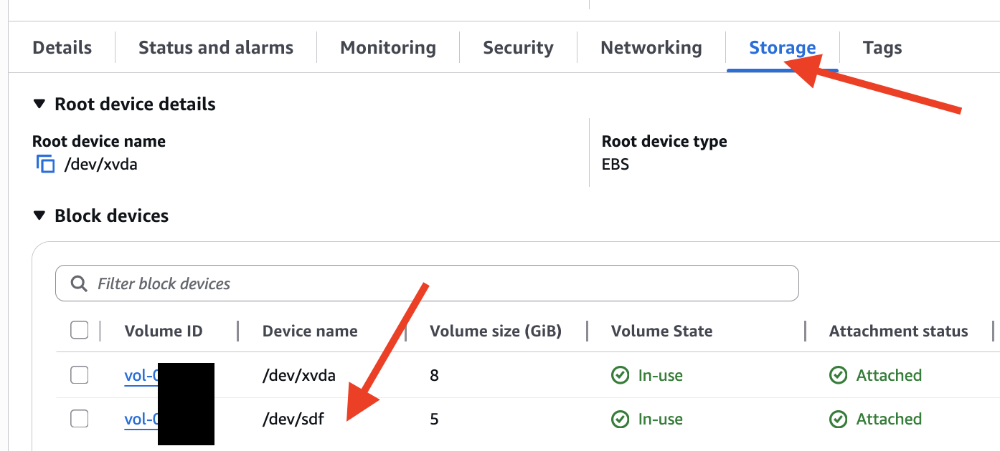 Details Status and alarms Monitoring Security Networking Storage Tags
Root device details
Root device name Root device type
/dev/xvda EBS
Block devices
Filter block devices
Volume ID Device name Volume size (GiB) Volume State Attachment status
vol-0 /dev/xvda 8 In-use Attached
vol-0 /dev/sdf 5 In-use Attached